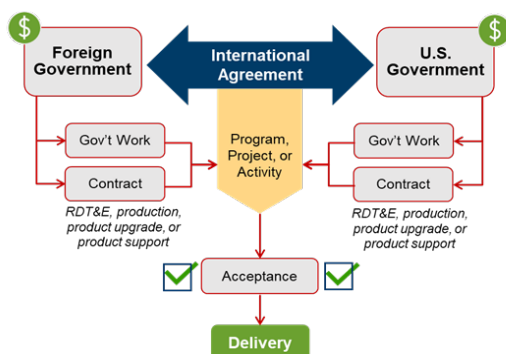 $
$
Foreign
Government
International
Agreement
U.S.
Government
Gov't Work
Contract
RDT&E, production,
product upgrade, or
product support
Program,
Project, or
Activity
Gov't Work
Contract
RDT&E, production,
product upgrade, or
product support
Acceptance
Delivery